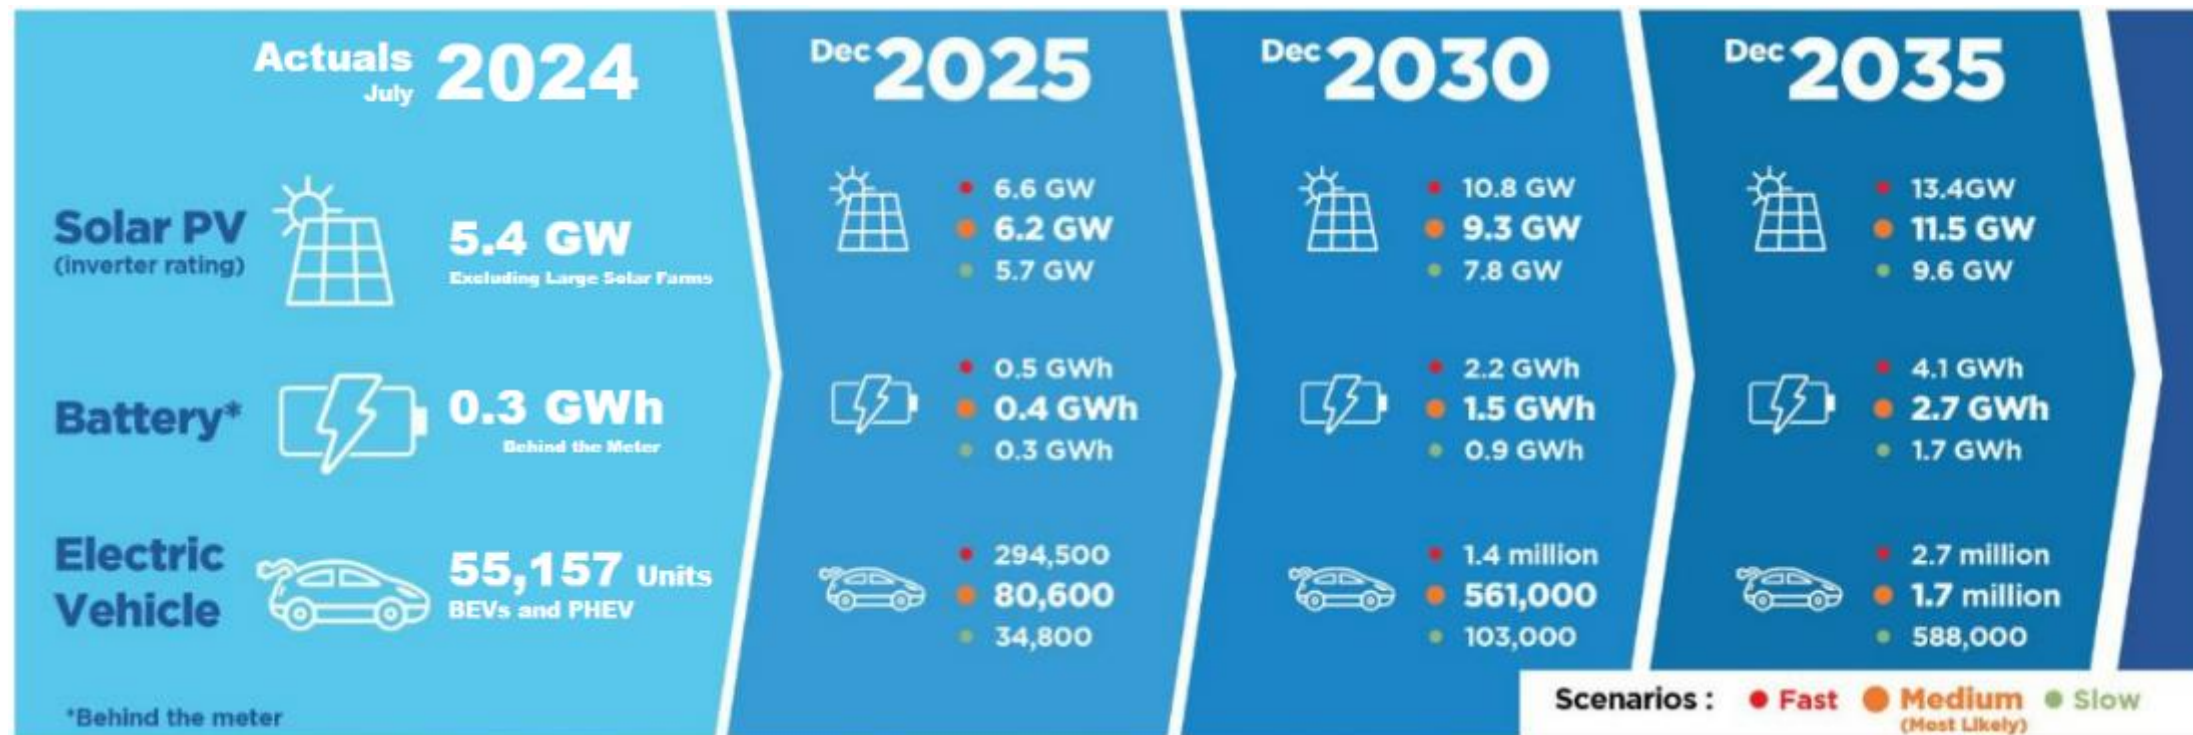 Actuals
July
2024
Solar PV
(inverter rating)
5.4 GW
Excluding Large Solar Farms
Battery*
0.3 GWh
Behind the Meter
Electric
Vehicle
55,157 Units
BEVs and PHEV
*Behind the meter
Dec 2025
6.6 GW
6.2 GW
5.7 GW
0.5 GWh
0.4 GWh
0.3 GWh
294,500
80,600
34,800
Dec 2030
10.8 GW
9.3 GW
7.8 GW
2.2 GWh
1.5 GWh
0.9 GWh
1.4 million
561,000
103,000
Dec 2035
13.4GW
11.5 GW
9.6 GW
4.1 GWh
2.7 GWh
1.7 GWh
2.7 million
1.7 million
588,000
Scenarios : Fast Medium Slow
(Most Likely)